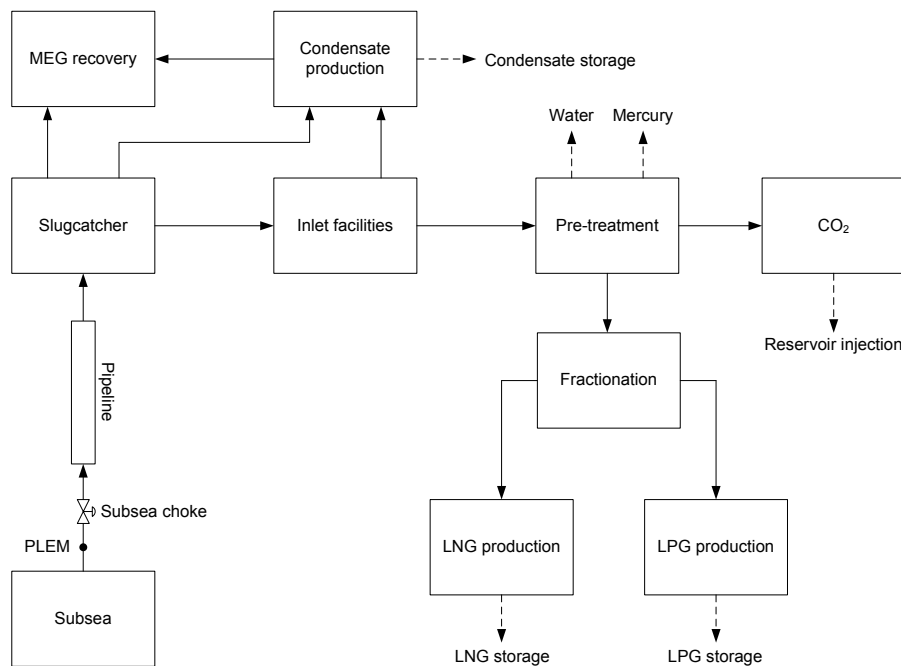 MEG recovery
Condensate
production
Condensate storage
Water
Mercury
Slugcatcher
Inlet facilities
Pre-treatment
CO₂
Reservoir injection
Fractionation
Pipeline
Subsea choke
PLEM
Subsea
LNG production
LPG production
LNG storage
LPG storage